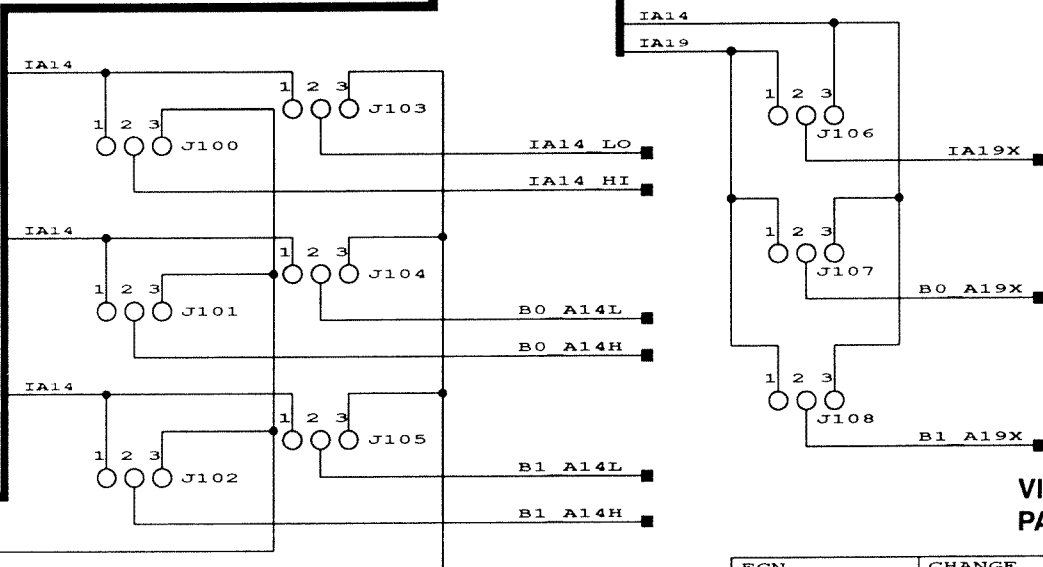 IA14
IA19
IA14
1 2 3 J103
1 2 3 J100
IA14 LO
IA14 HI
1 2 3 J106
IA19X
IA14
1 2 3 J104
1 2 3 J101
B0 A14L
B0 A14H
1 2 3 J107
B0 A19X
IA14
1 2 3 J105
1 2 3 J102
B1 A14L
B1 A14H
1 2 3 J108
B1 A19X
VI
PA
ECN
CHANGE